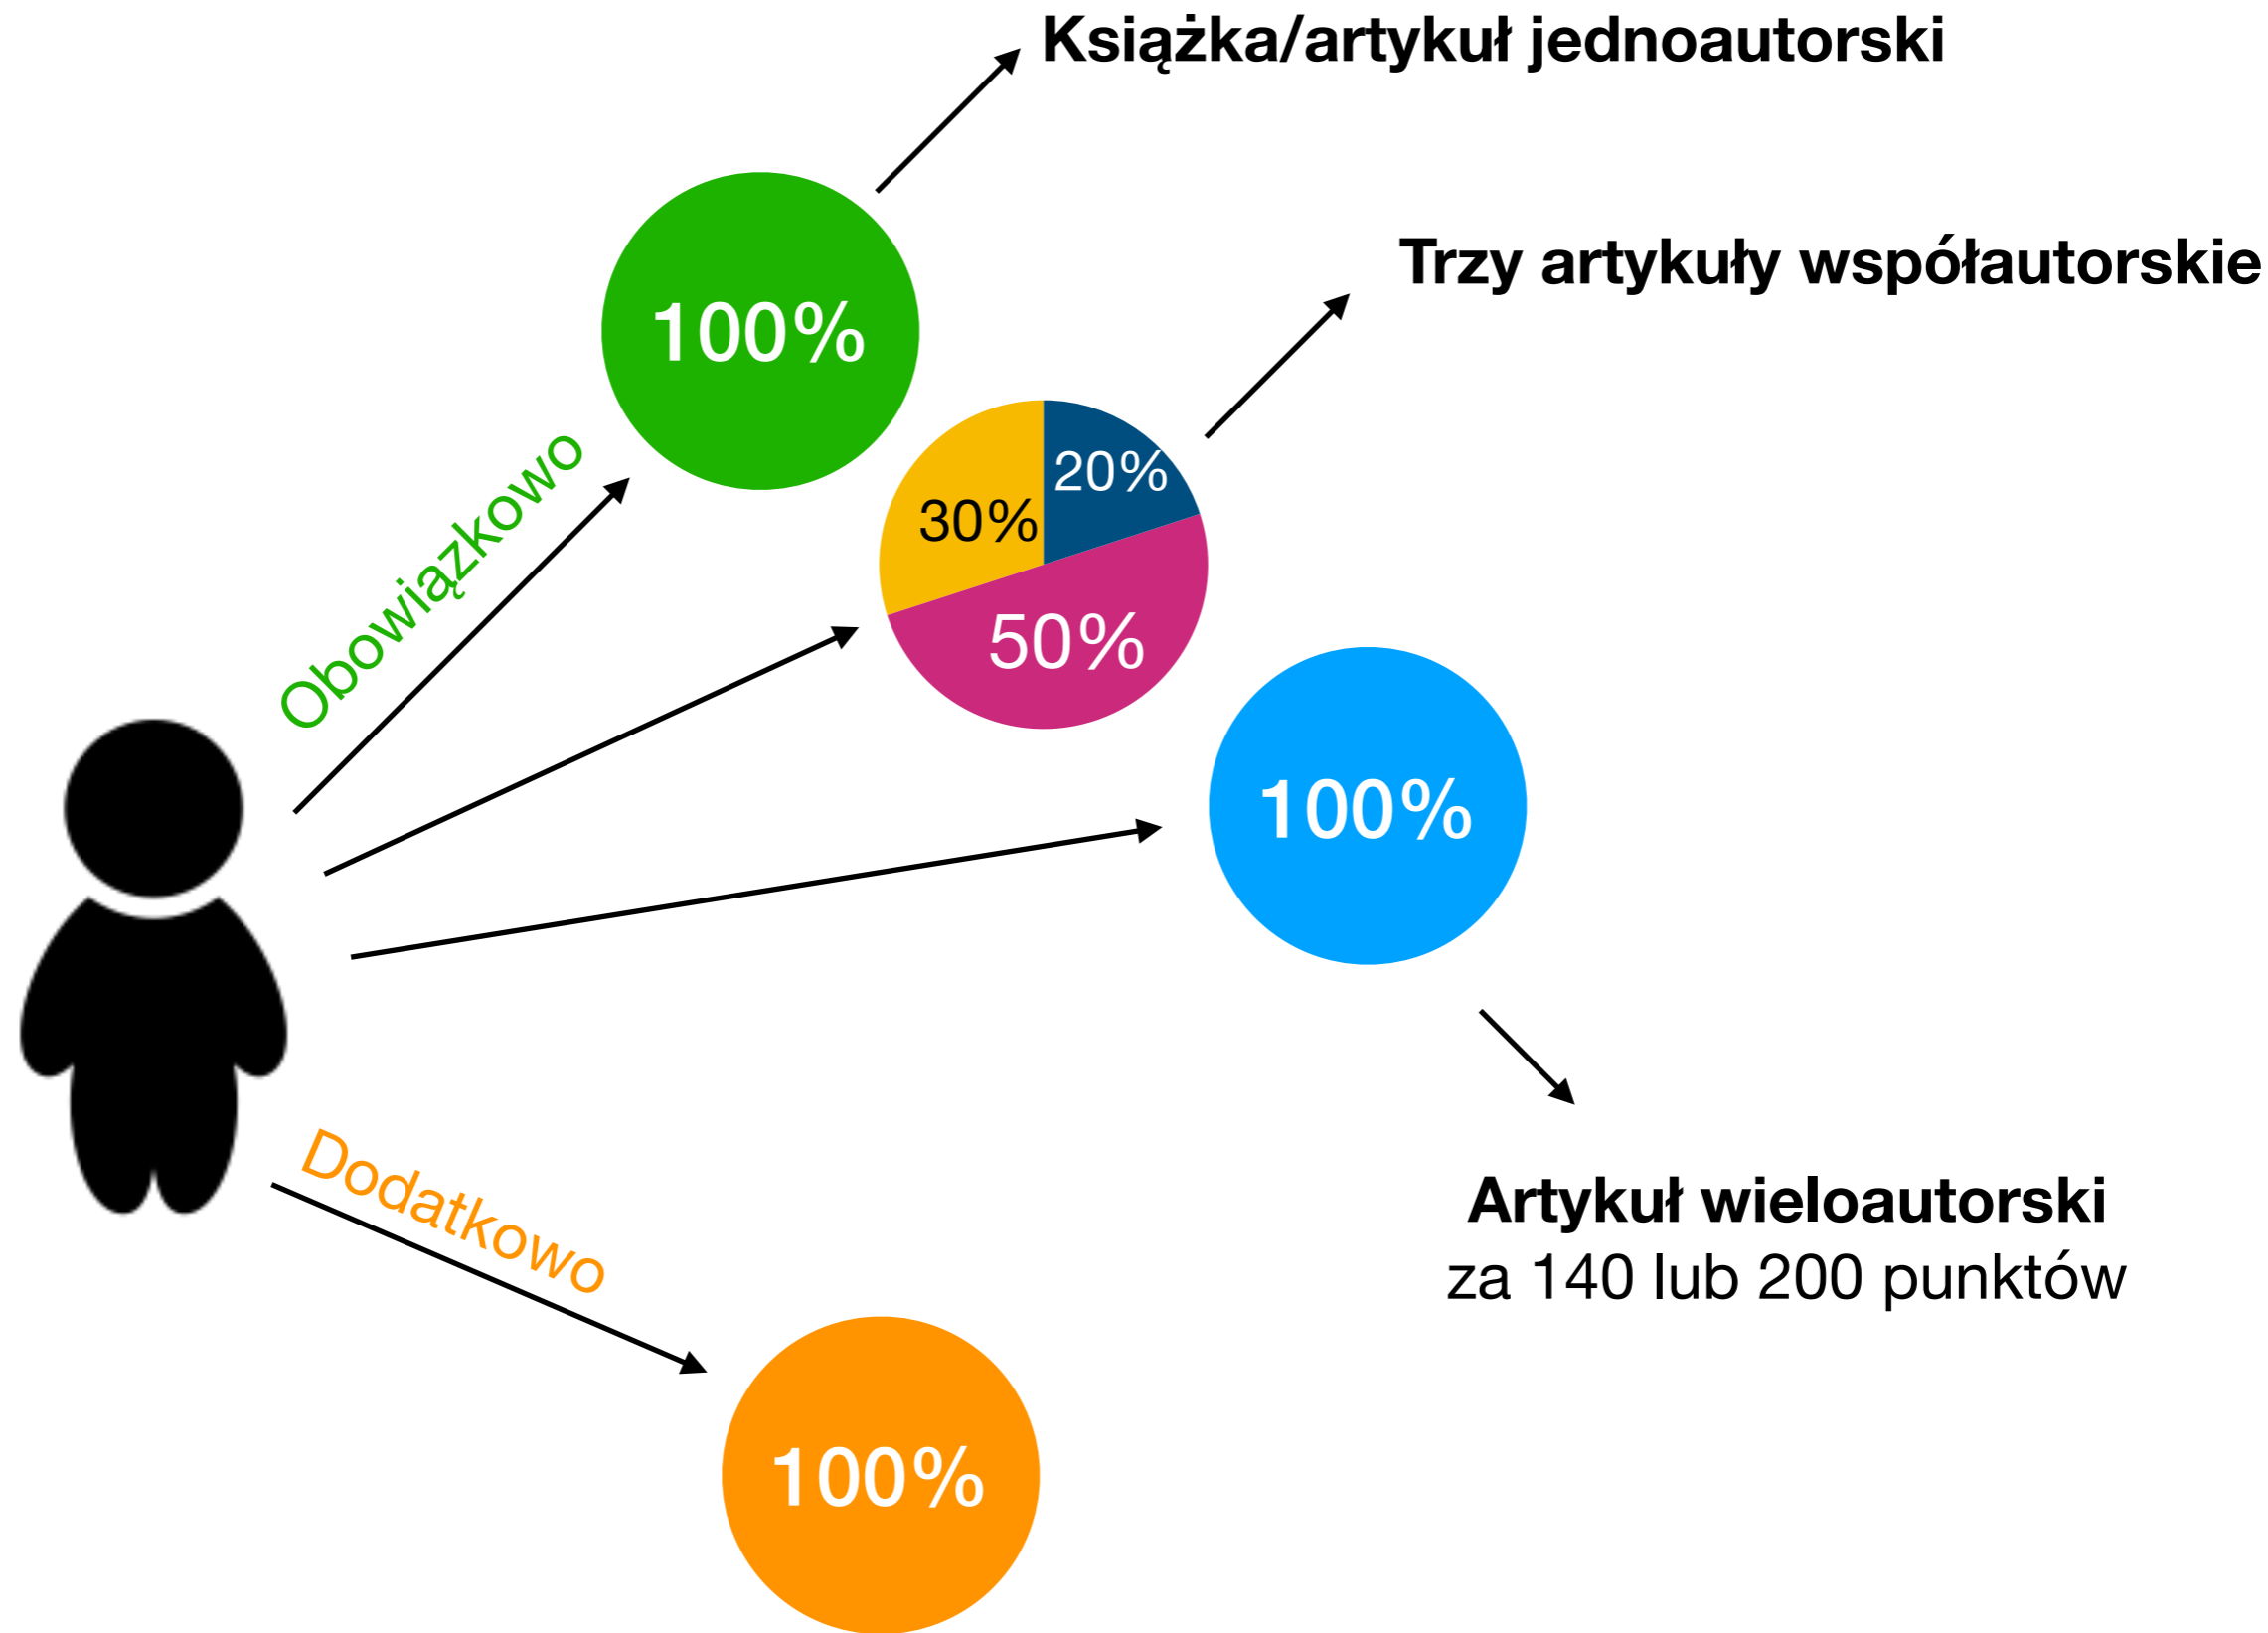 Książka/artykuł jednoautorski
Trzy artykuły współautorskie
100%
20%
30%
50%
Obowiązkowo
100%
Dodatkowo
Artykuł wieloautorski
za 140 lub 200 punktów
100%